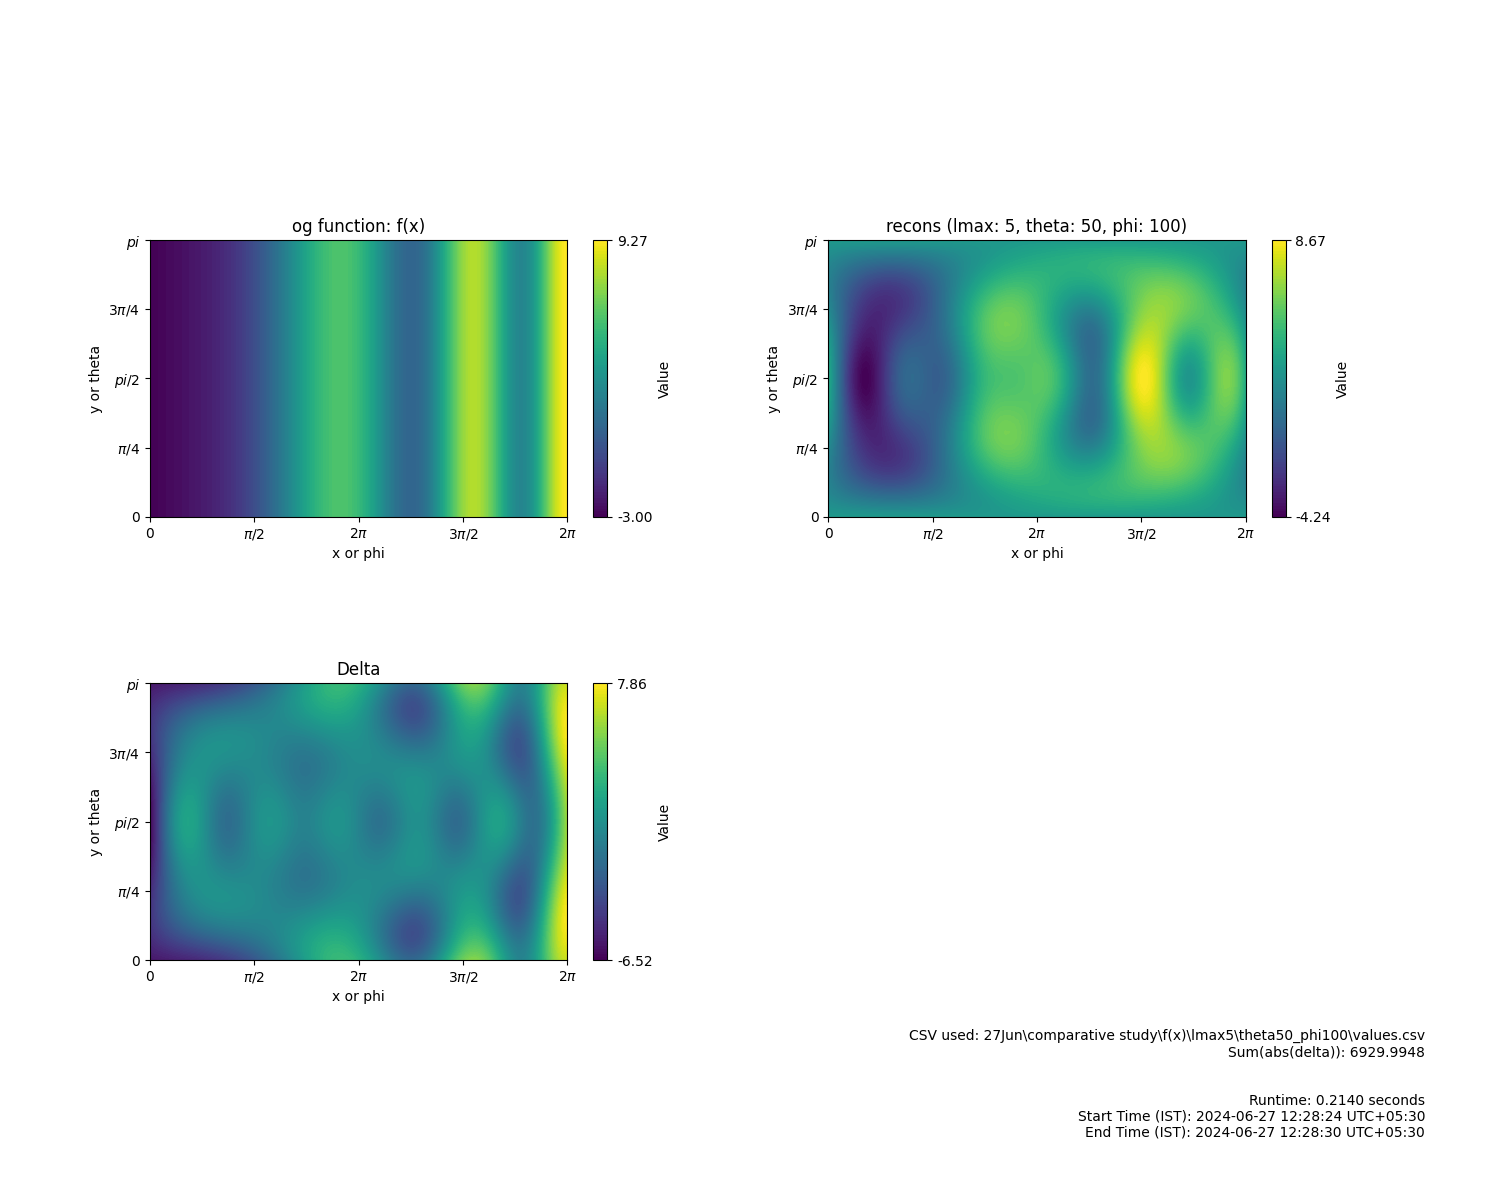 og function: f(x)
pi
3π/4
pi/2
π/4
0
y or theta
0
π/2
2π
3π/2
2π
x or phi
9.27
-3.00
Value
recons (lmax: 5, theta: 50, phi: 100)
pi
3π/4
pi/2
π/4
0
y or theta
0
π/2
2π
3π/2
2π
x or phi
8.67
-4.24
Value
Delta
pi
3π/4
pi/2
π/4
0
y or theta
0
π/2
2π
3π/2
2π
x or phi
7.86
-6.52
Value
CSV used: 27Jun\comparative study\f(x)\lmax5\theta50_phi100\values.csv
Sum(abs(delta)): 6929.9948
Runtime: 0.2140 seconds
Start Time (IST): 2024-06-27 12:28:24 UTC+05:30
End Time (IST): 2024-06-27 12:28:30 UTC+05:30